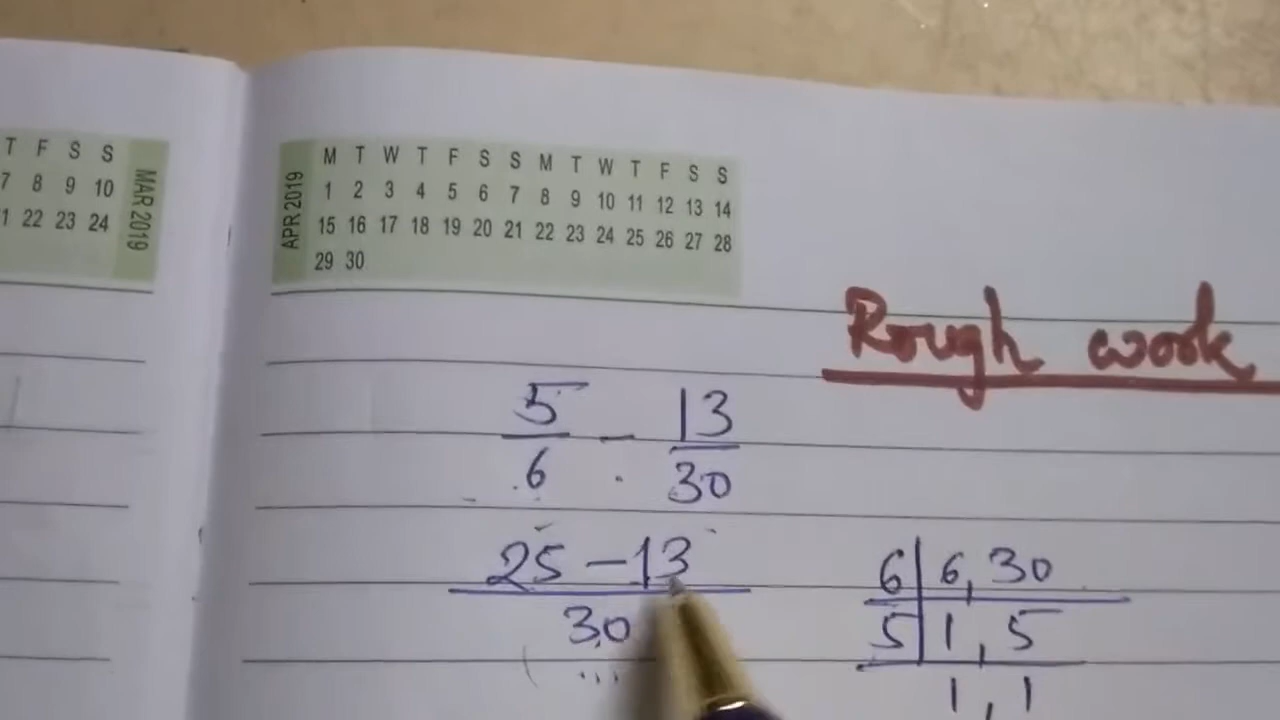 T F S S
7 8 9 10
1 22 23 24
MAR 2019
APR 2019
M T W T F S S M T W T F S S
1 2 3 4 5 6 7 8 9 10 11 12 13 14
15 16 17 18 19 20 21 22 23 24 25 26 27 28
29 30
Rough work
5/6 - 13/30
25 - 13
30
6 | 6, 30
5 | 1, 5
1, 1